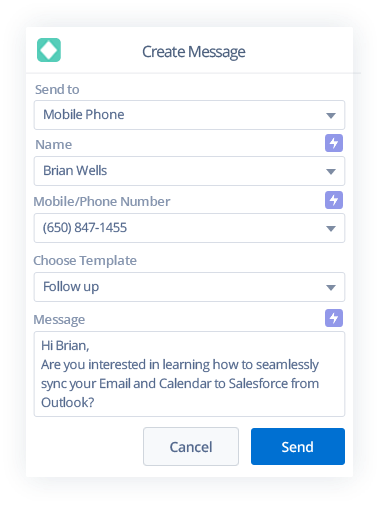 Create Message
Send to
Mobile Phone
Name
Brian Wells
Mobile/Phone Number
(650) 847-1455
Choose Template
Follow up
Message
Hi Brian,
Are you interested in learning how to seamlessly
sync your Email and Calendar to Salesforce from
Outlook?
Cancel
Send